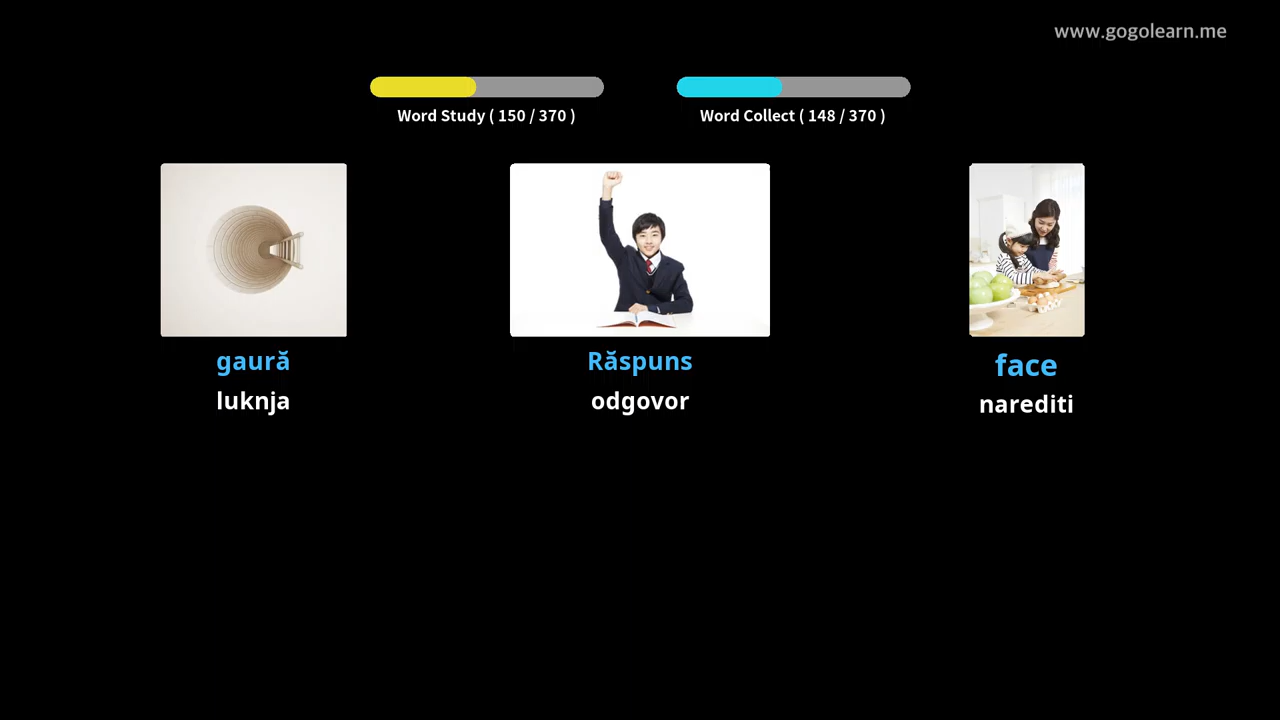 www.gogolearn.me
Word Study ( 150 / 370 )
Word Collect ( 148 / 370 )
gaură
Răspuns
face
luknja
odgovor
narediti